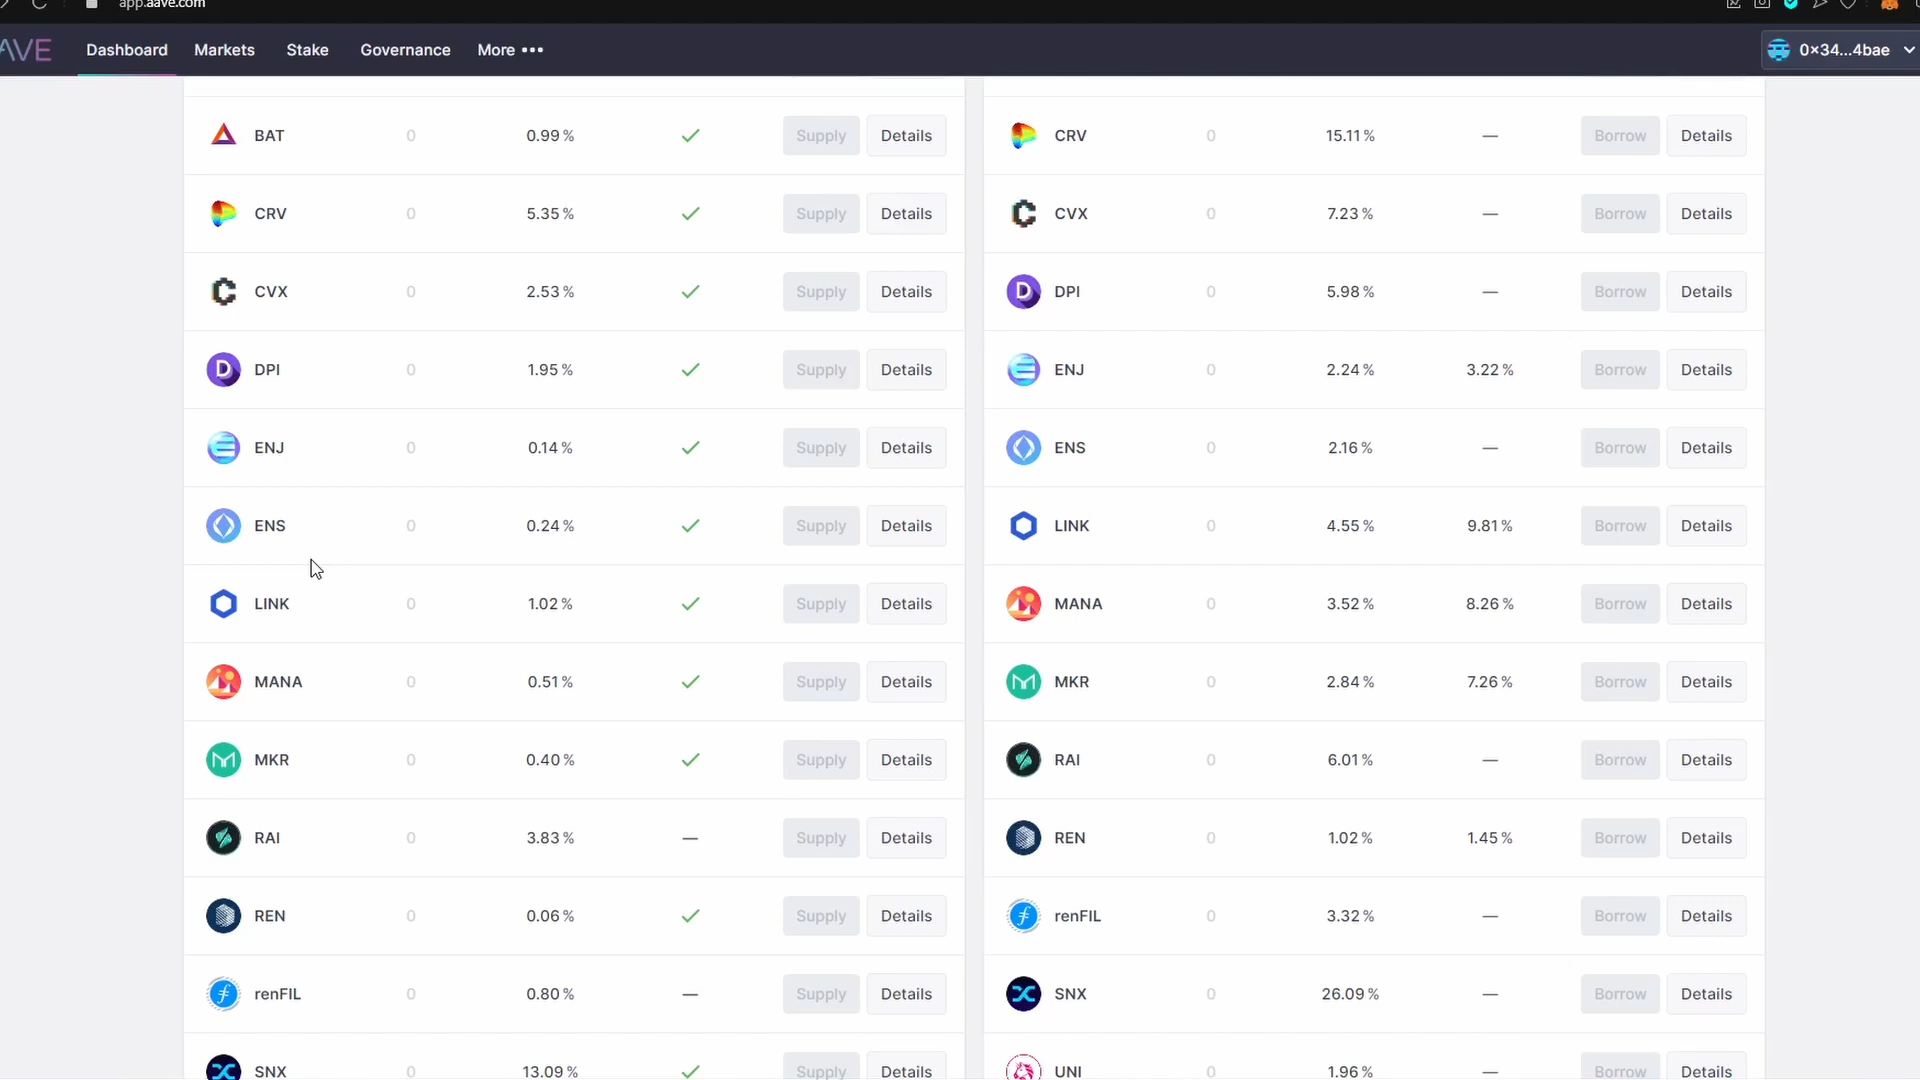 app.aave.com
AAVE Dashboard Markets Stake Governance More ••• 0x34...4bae
BAT 0 0.99 % Supply Details
CRV 0 5.35 % Supply Details
CVX 0 2.53 % Supply Details
DPI 0 1.95 % Supply Details
ENJ 0 0.14 % Supply Details
ENS 0 0.24 % Supply Details
LINK 0 1.02 % Supply Details
MANA 0 0.51 % Supply Details
MKR 0 0.40 % Supply Details
RAI 0 3.83 % — Supply Details
REN 0 0.06 % Supply Details
renFIL 0 0.80 % — Supply Details
SNX 0 13.09 % Supply Details
CRV 0 15.11 % — Borrow Details
CVX 0 7.23 % — Borrow Details
DPI 0 5.98 % — Borrow Details
ENJ 0 2.24 % 3.22 % Borrow Details
ENS 0 2.16 % — Borrow Details
LINK 0 4.55 % 9.81 % Borrow Details
MANA 0 3.52 % 8.26 % Borrow Details
MKR 0 2.84 % 7.26 % Borrow Details
RAI 0 6.01 % — Borrow Details
REN 0 1.02 % 1.45 % Borrow Details
renFIL 0 3.32 % — Borrow Details
SNX 0 26.09 % — Borrow Details
UNI 0 1.96 % — Borrow Details